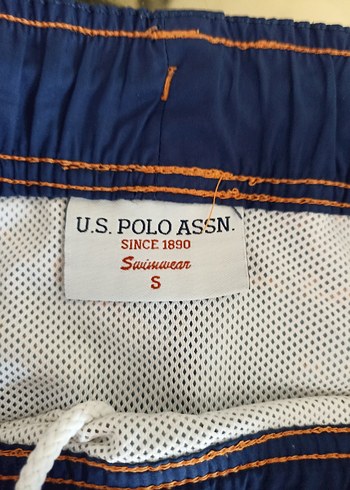 U.S. POLO ASSN.
SINCE 1890
Swimwear
S